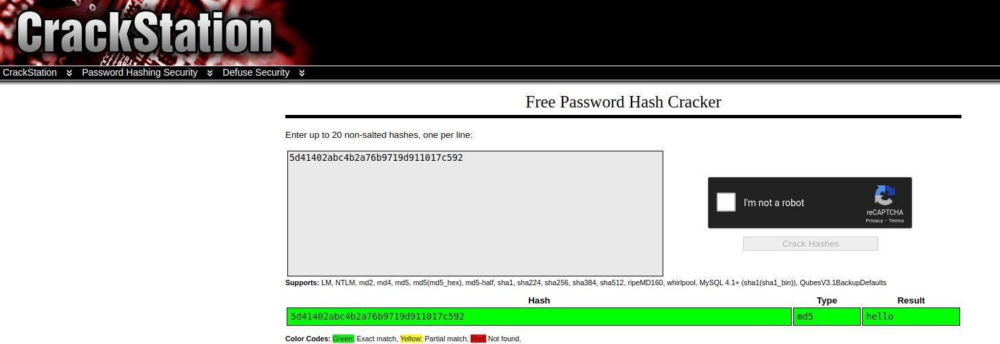 CrackStation
CrackStation Password Hashing Security Defuse Security
Free Password Hash Cracker
Enter up to 20 non-salted hashes, one per line:
5d41402abc4b2a76b9719d911017c592
I'm not a robot
reCAPTCHA
Privacy - Terms
Crack Hashes
Supports: LM, NTLM, md2, md4, md5, md5(md5_hex), md5-half, sha1, sha224, sha256, sha384, sha512, ripeMD160, whirlpool, MySQL 4.1+ (sha1(sha1_bin)), QubesV3.1BackupDefaults
Hash Type Result
5d41402abc4b2a76b9719d911017c592 md5 hello
Color Codes: Green: Exact match, Yellow: Partial match, Red: Not found.